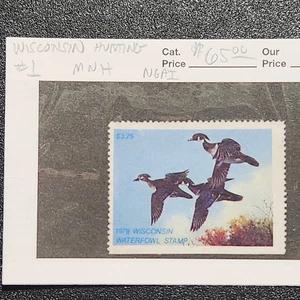 WISCONSIN HUNTING Cat. Our
#1 MNH NGAI Price $65.00 Price
$3.25
1978 WISCONSIN
WATERFOWL STAMP